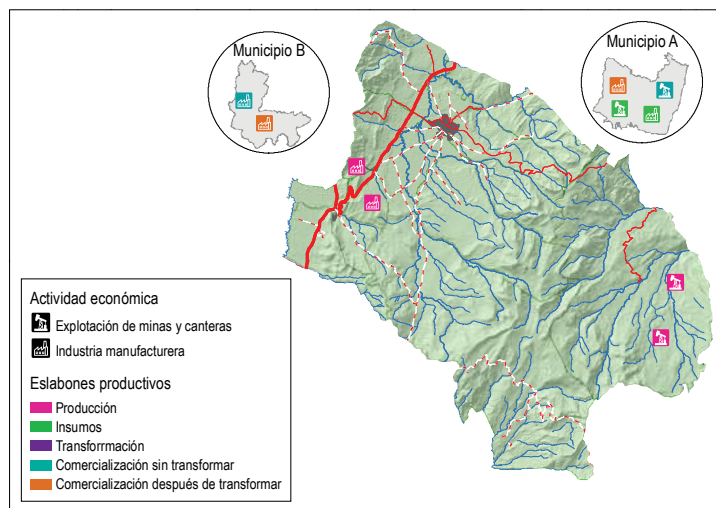 Municipio B
Municipio A
Actividad económica
Explotación de minas y canteras
Industria manufacturera
Eslabones productivos
Producción
Insumos
Transforrmación
Comercialización sin transformar
Comercialización después de transformar